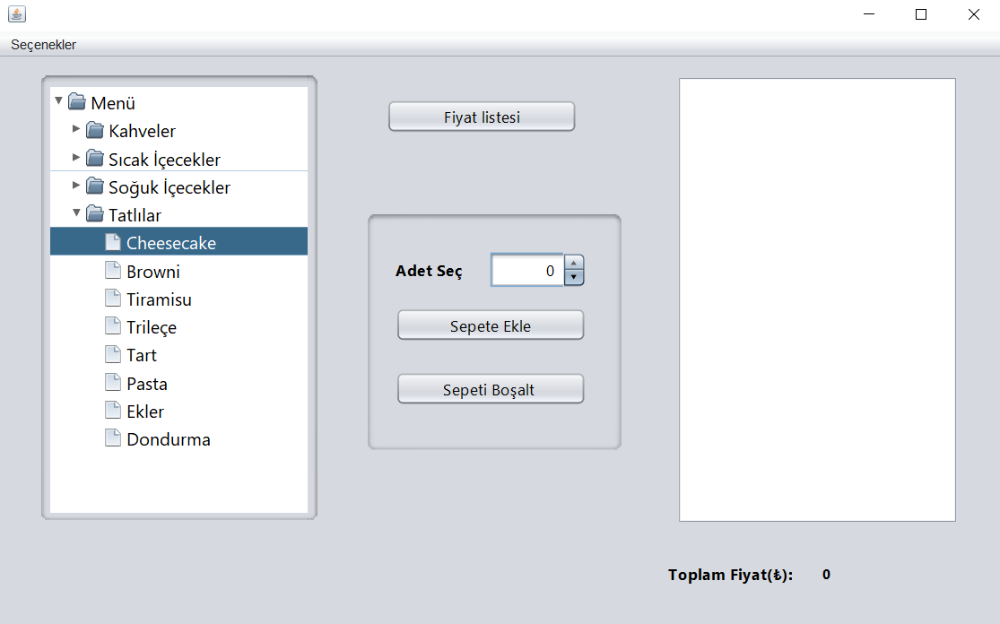 Seçenekler
Menü
Kahveler
Sıcak İçecekler
Soğuk İçecekler
Tatlılar
Cheesecake
Browni
Tiramisu
Trileçe
Tart
Pasta
Ekler
Dondurma
Fiyat listesi
Adet Seç 0
Sepete Ekle
Sepeti Boşalt
Toplam Fiyat(₺): 0